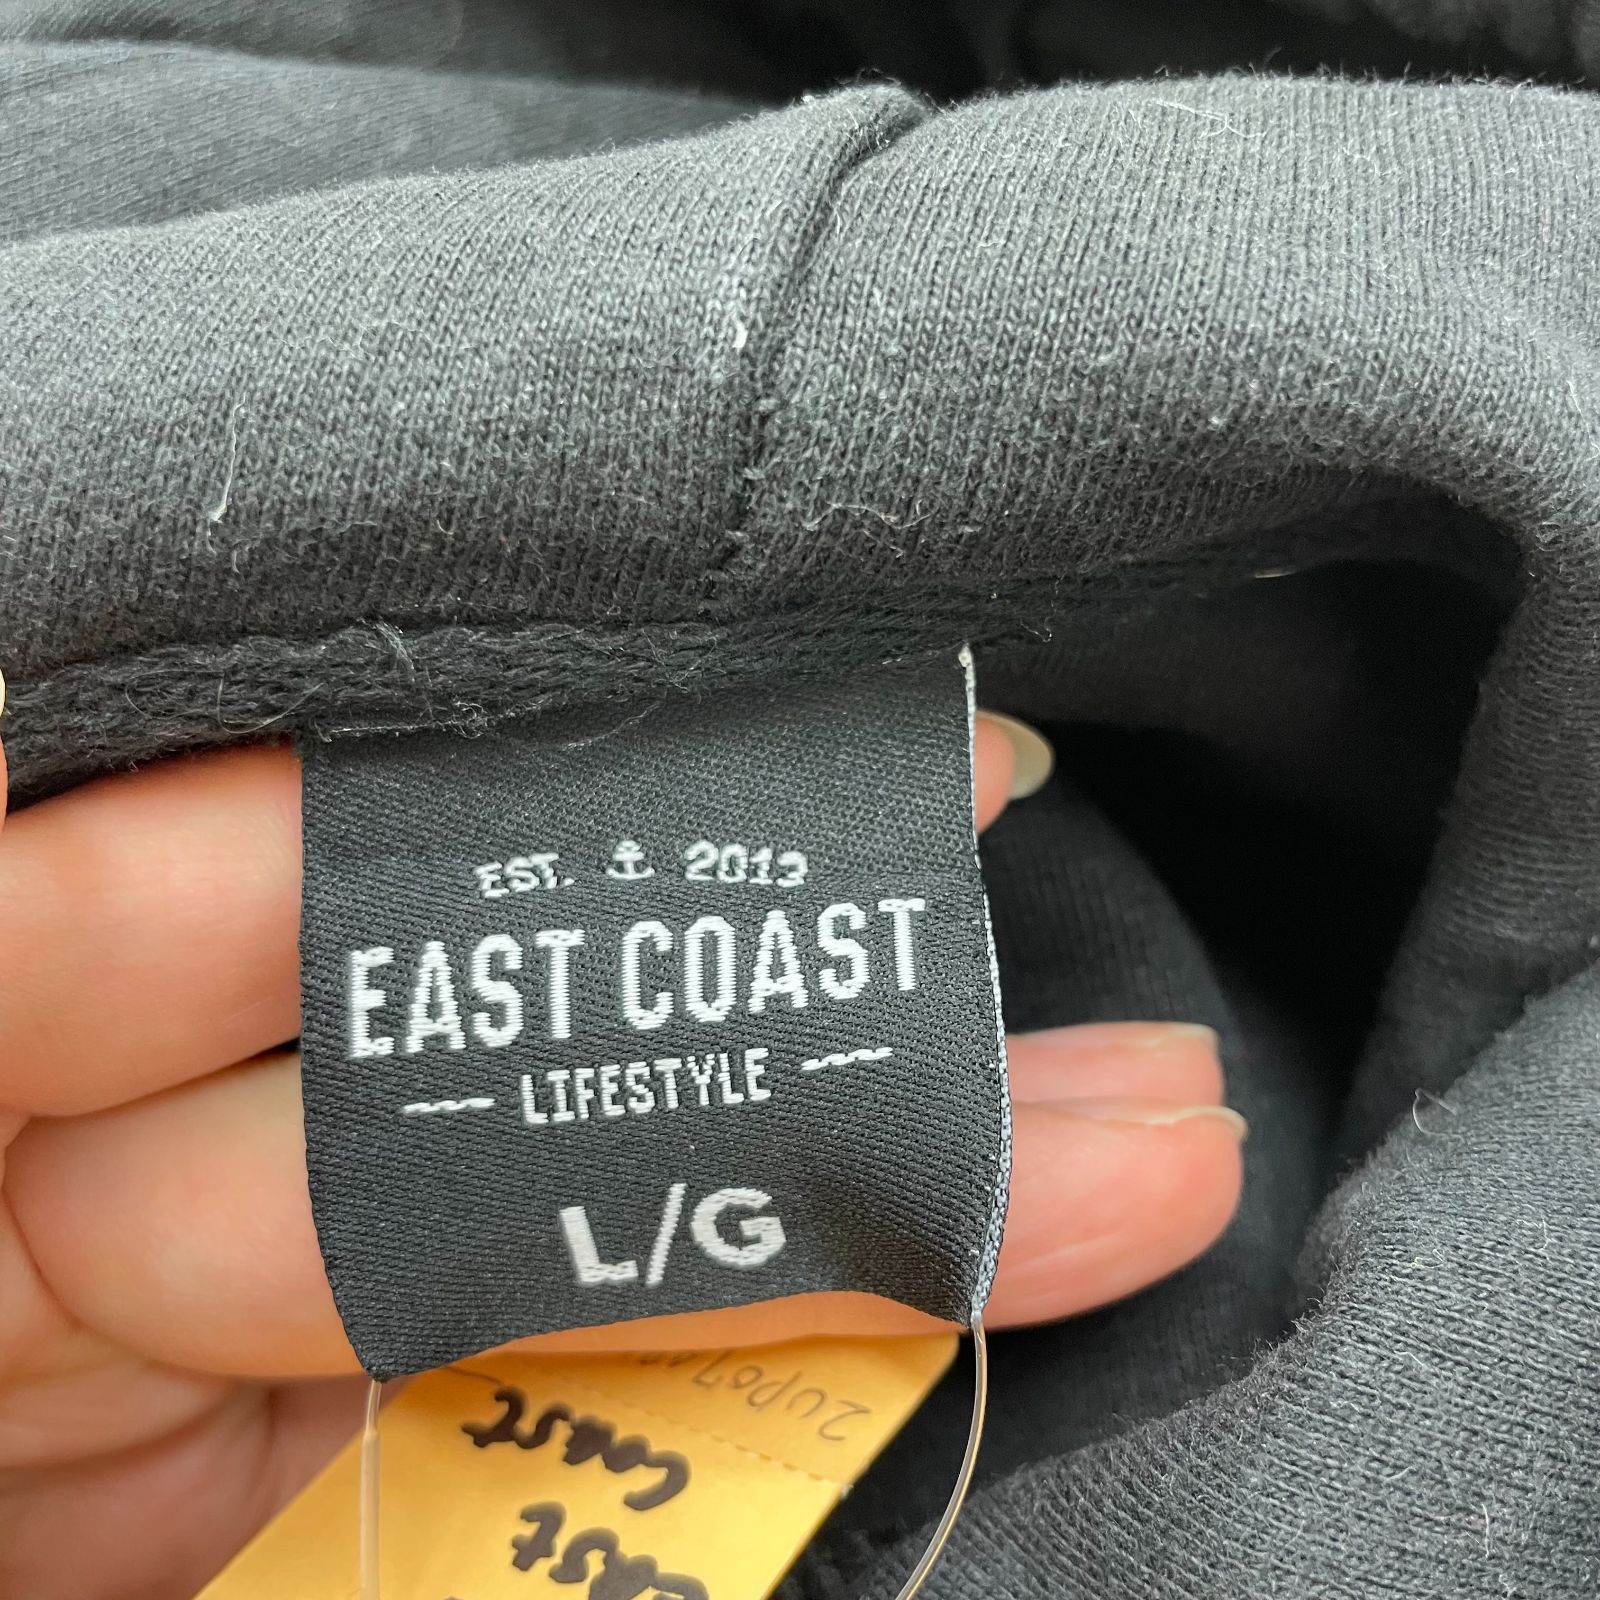 EST. ⚓ 2013
EAST COAST
LIFESTYLE
L/G
East
Coast